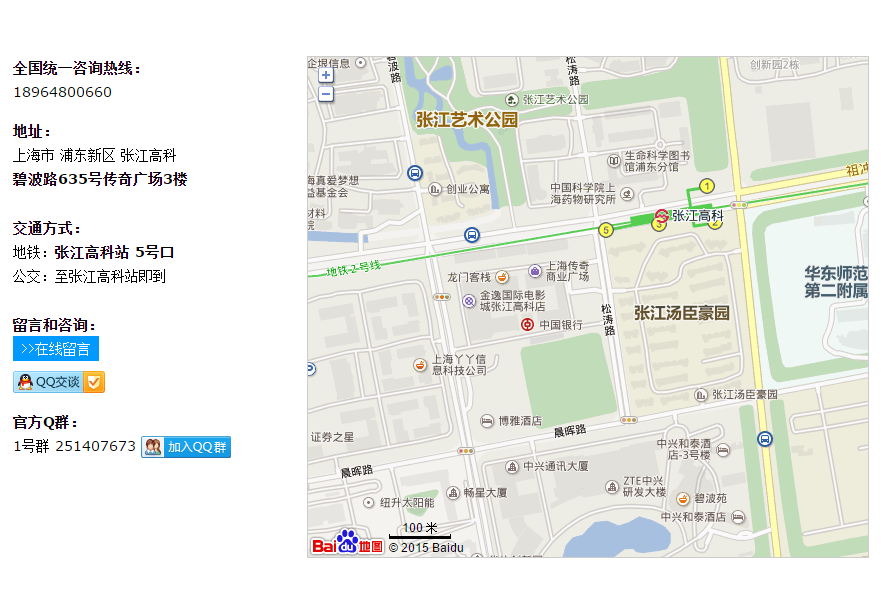 全国统一咨询热线：
18964800660
地址：
上海市 浦东新区 张江高科
碧波路635号传奇广场3楼
交通方式：
地铁：张江高科站 5号口
公交：至张江高科站即到
留言和咨询：
>>在线留言
QQ交谈
官方Q群：
1号群 251407673 加入QQ群
企垠信息
碧波路
松涛路
创新园2栋
+
−
张江艺术公园
张江艺术公园
生命科学图书
馆浦东分馆
海真爱梦想
益基金会
创业公寓
中国科学院上
海药物研究所
祖冲
1
材料
院
张江高科
5
3
2
地铁2号线
龙门客栈
上海传奇
商业广场
华东师范
第二附属
金逸国际电影
城张江高科店
中国银行
松涛路
张江汤臣豪园
上海丫丫信
息科技公司
张江汤臣豪园
博雅酒店
晨晖路
证券之星
中兴和泰酒
店-3号楼
晨晖路
中兴通讯大厦
ZTE中兴
研发大楼
畅星大厦
碧波苑
纽升太阳能
中兴和泰酒店
100 米
Bai du 地图
© 2015 Baidu